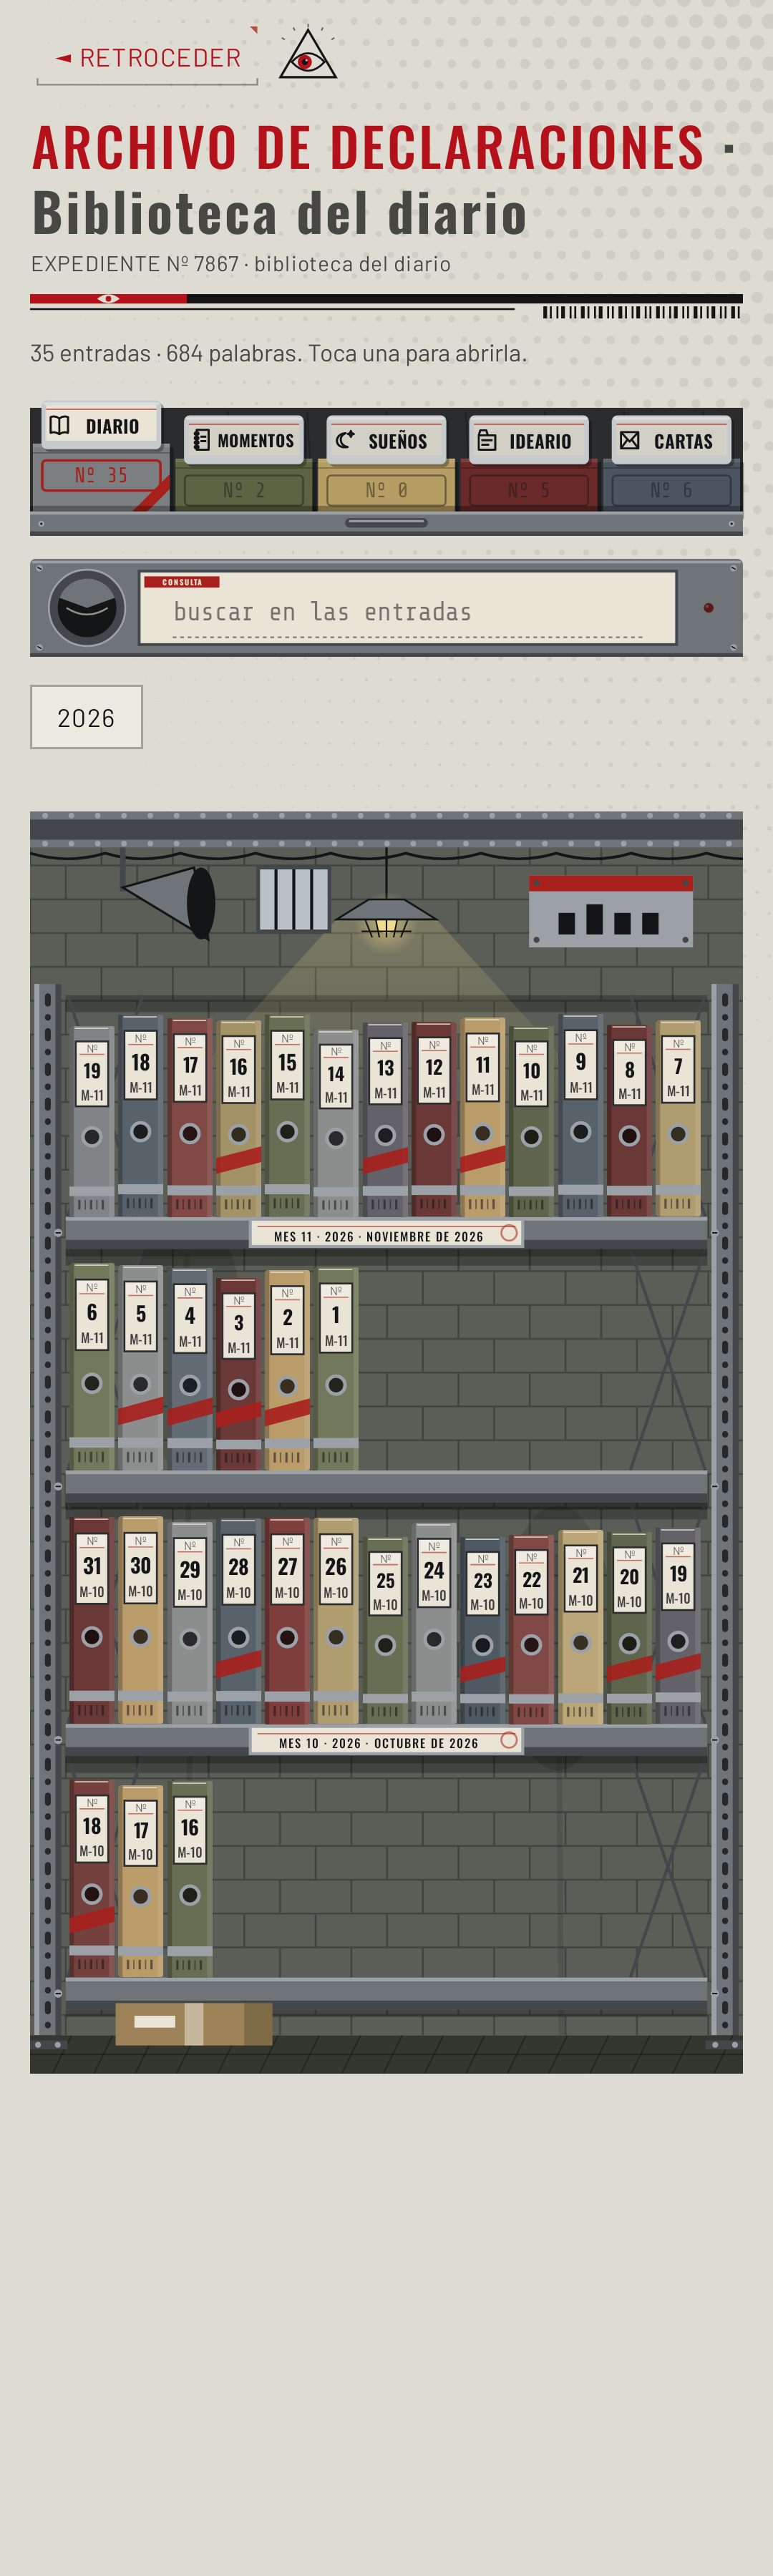 ◄ RETROCEDER
ARCHIVO DE DECLARACIONES ·
Biblioteca del diario
EXPEDIENTE Nº 7867 · biblioteca del diario
35 entradas · 684 palabras. Toca una para abrirla.
DIARIO MOMENTOS SUEÑOS IDEARIO CARTAS
Nº 35 Nº 2 Nº 0 Nº 5 Nº 6
CONSULTA
buscar en las entradas
2026
Nº Nº Nº Nº Nº Nº Nº Nº Nº Nº Nº Nº Nº
19 18 17 16 15 14 13 12 11 10 9 8 7
M-11 M-11 M-11 M-11 M-11 M-11 M-11 M-11 M-11 M-11 M-11 M-11 M-11
MES 11 · 2026 · NOVIEMBRE DE 2026
Nº Nº Nº Nº Nº Nº
6 5 4 3 2 1
M-11 M-11 M-11 M-11 M-11 M-11
Nº Nº Nº Nº Nº Nº Nº Nº Nº Nº Nº Nº Nº
31 30 29 28 27 26 25 24 23 22 21 20 19
M-10 M-10 M-10 M-10 M-10 M-10 M-10 M-10 M-10 M-10 M-10 M-10 M-10
MES 10 · 2026 · OCTUBRE DE 2026
Nº Nº Nº
18 17 16
M-10 M-10 M-10